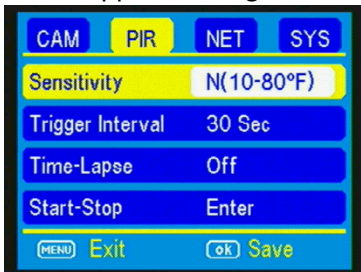 CAM PIR NET SYS
Sensitivity N(10-80°F)
Trigger Interval 30 Sec
Time-Lapse Off
Start-Stop Enter
MENU Exit ok Save